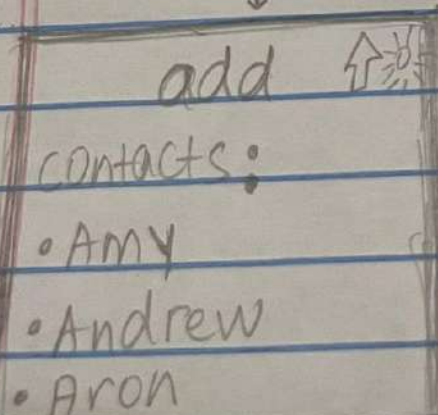 add
contacts:
• Amy
• Andrew
• Aron